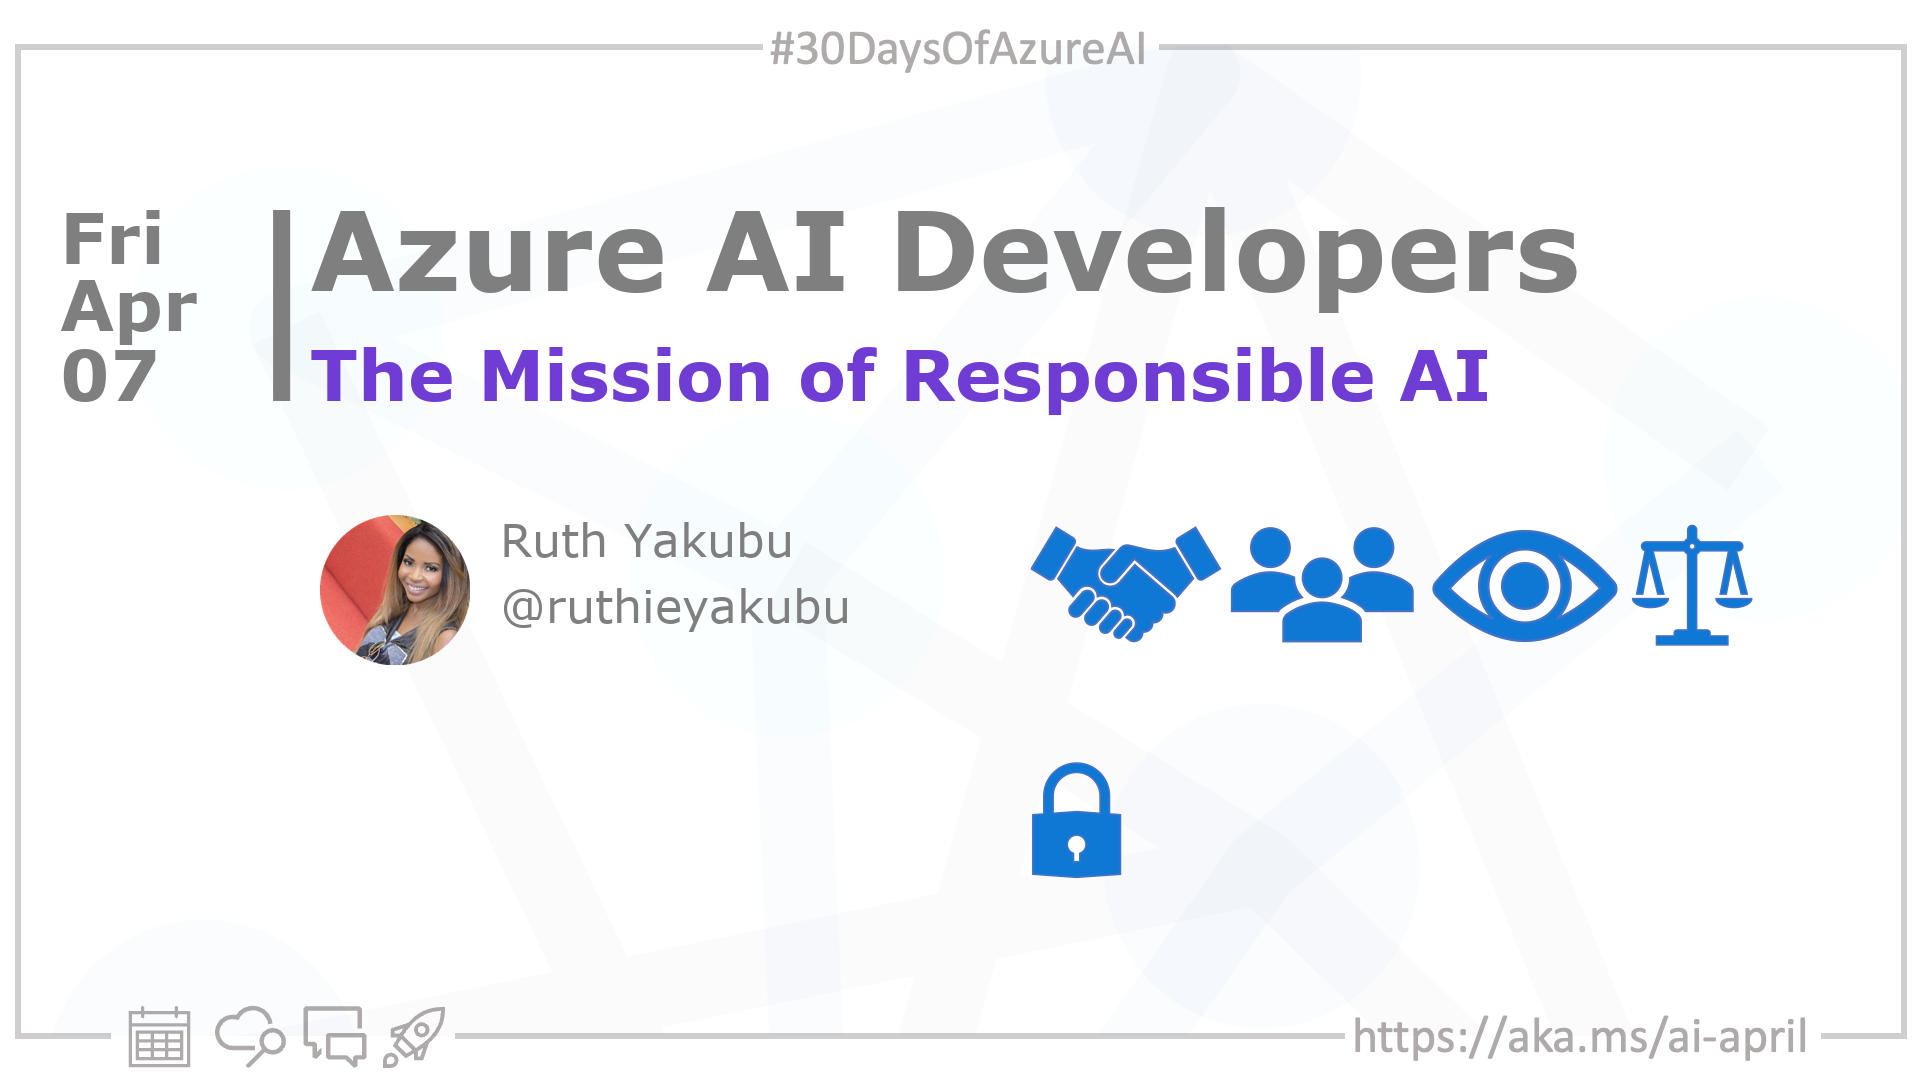 #30DaysOfAzureAI
Fri
Apr
07
Azure AI Developers
The Mission of Responsible AI
Ruth Yakubu
@ruthieyakubu
https://aka.ms/ai-april